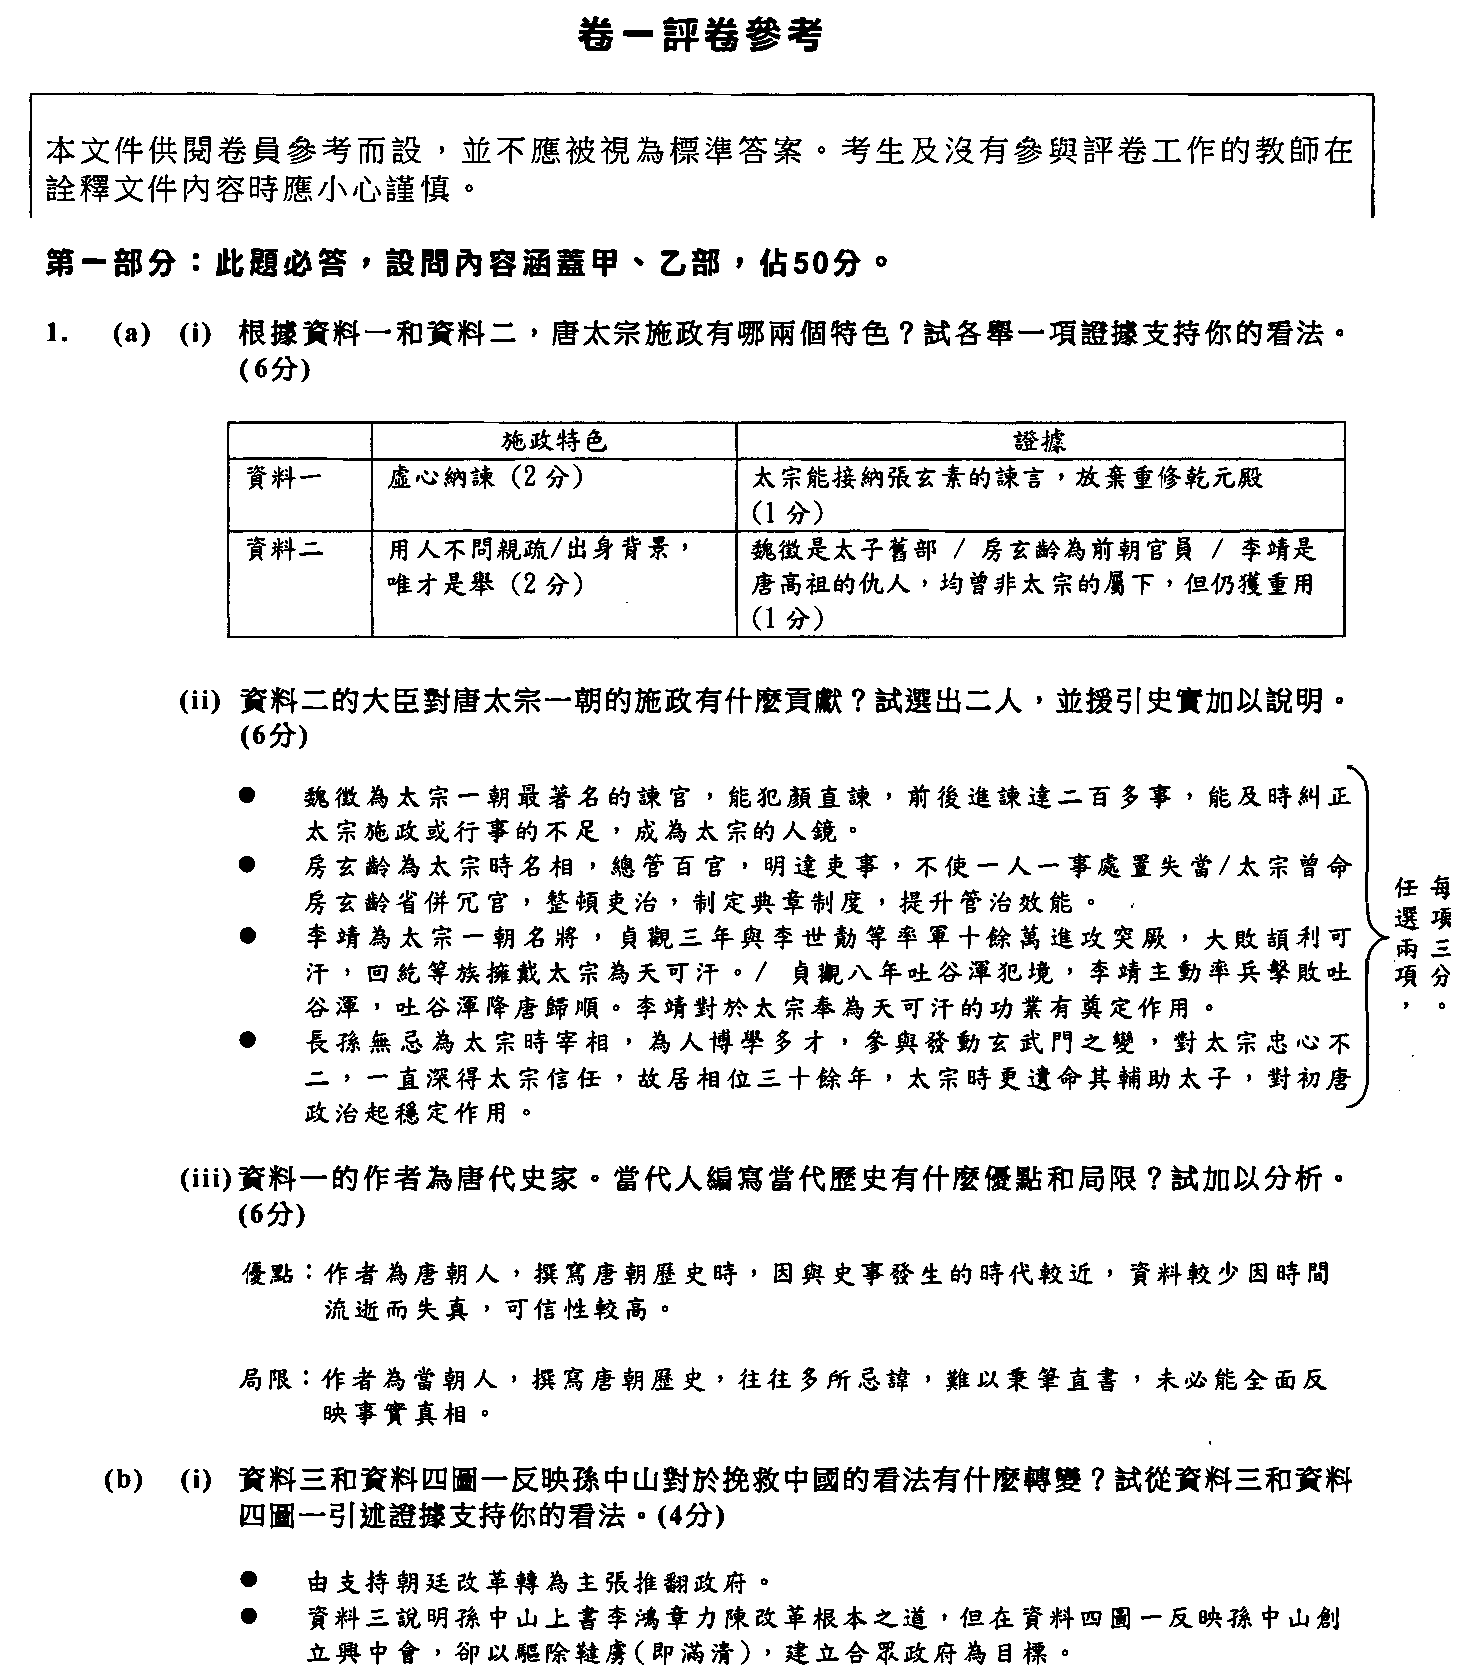 卷一評卷參考
本文件供閱卷員參考而設，並不應被視為標準答案。考生及沒有參與評卷工作的教師在
詮釋文件內容時應小心謹慎。
第一部分：此題必答，設問內容涵蓋甲、乙部，佔50分。
1. (a) (i) 根據資料一和資料二，唐太宗施政有哪兩個特色？試各舉一項證據支持你的看法。
(6分)
施政特色 證據
資料一 虛心納諫 (2 分) 太宗能接納張玄素的諫言，放棄重修乾元殿
(1 分)
資料二 用人不問親疏/出身背景， 魏徵是太子舊部 / 房玄齡為前朝官員 / 李靖是
唯才是舉 (2 分) 唐高祖的仇人，均曾非太宗的屬下，但仍獲重用
(1 分)
(ii) 資料二的大臣對唐太宗一朝的施政有什麼貢獻？試選出二人，並援引史實加以說明。
(6分)
● 魏徵為太宗一朝最著名的諫官，能犯顏直諫，前後進諫達二百多事，能及時糾正
太宗施政或行事的不足，成為太宗的人鏡。
● 房玄齡為太宗時名相，總管百官，明達吏事，不使一人一事處置失當/太宗曾命
房玄齡省併冗官，整頓吏治，制定典章制度，提升管治效能。
● 李靖為太宗一朝名將，貞觀三年與李世勣等率軍十餘萬進攻突厥，大敗頡利可
汗，回紇等族擁戴太宗為天可汗。/ 貞觀八年吐谷渾犯境，李靖主動率兵擊敗吐
谷渾，吐谷渾降唐歸順。李靖對於太宗奉為天可汗的功業有奠定作用。
● 長孫無忌為太宗時宰相，為人博學多才，參與發動玄武門之變，對太宗忠心不
二，一直深得太宗信任，故居相位三十餘年，太宗時更遺命其輔助太子，對初唐
政治起穩定作用。
每項三分。
任選兩項，
(iii) 資料一的作者為唐代史家。當代人編寫當代歷史有什麼優點和局限？試加以分析。
(6分)
優點：作者為唐朝人，撰寫唐朝歷史時，因與史事發生的時代較近，資料較少因時間
流逝而失真，可信性較高。
局限：作者為當朝人，撰寫唐朝歷史，往往多所忌諱，難以秉筆直書，未必能全面反
映事實真相。
(b) (i) 資料三和資料四圖一反映孫中山對於挽救中國的看法有什麼轉變？試從資料三和資料
四圖一引述證據支持你的看法。(4分)
● 由支持朝廷改革轉為主張推翻政府。
● 資料三說明孫中山上書李鴻章力陳改革根本之道，但在資料四圖一反映孫中山創
立興中會，卻以驅除韃虜(即滿清)，建立合眾政府為目標。